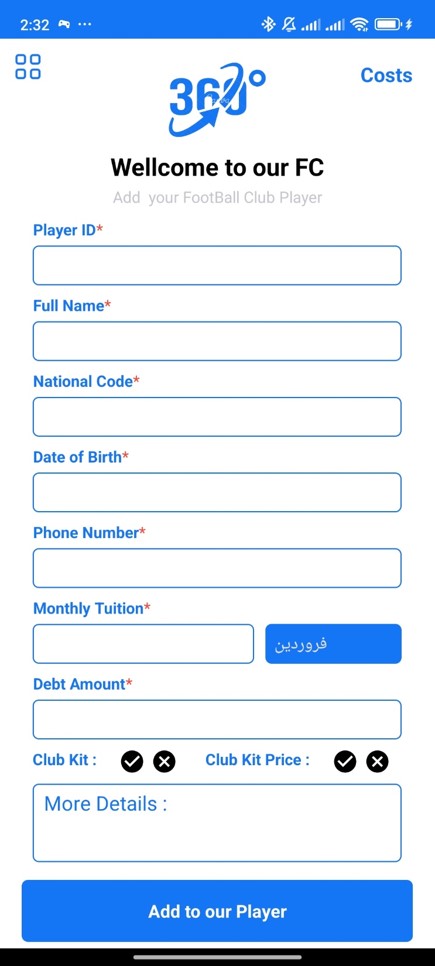 2:32
Costs
360°
Wellcome to our FC
Add your FootBall Club Player
Player ID*
Full Name*
National Code*
Date of Birth*
Phone Number*
Monthly Tuition*
فروردین
Debt Amount*
Club Kit : Club Kit Price :
More Details :
Add to our Player